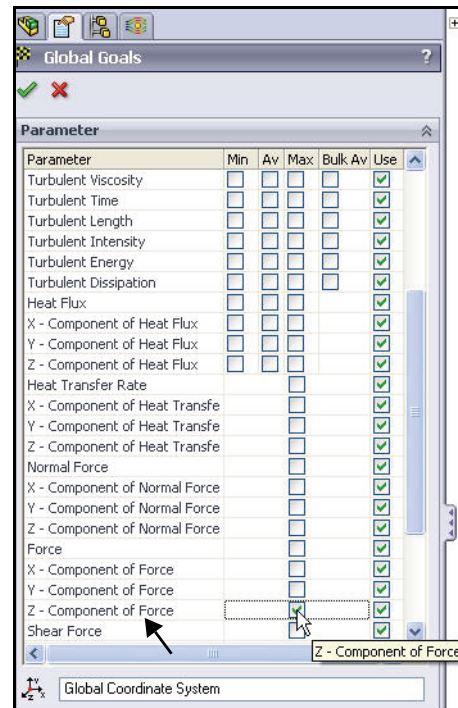 Global Goals ?
Parameter
Parameter Min Av Max Bulk Av Use
Turbulent Viscosity
Turbulent Time
Turbulent Length
Turbulent Intensity
Turbulent Energy
Turbulent Dissipation
Heat Flux
X - Component of Heat Flux
Y - Component of Heat Flux
Z - Component of Heat Flux
Heat Transfer Rate
X - Component of Heat Transfe
Y - Component of Heat Transfe
Z - Component of Heat Transfe
Normal Force
X - Component of Normal Force
Y - Component of Normal Force
Z - Component of Normal Force
Force
X - Component of Force
Y - Component of Force
Z - Component of Force
Shear Force
Z - Component of Force
Global Coordinate System